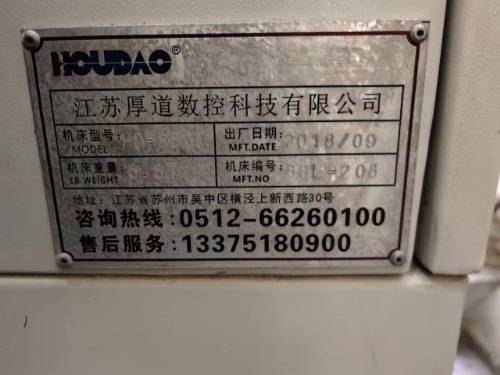 HOUDAO®
江苏厚道数控科技有限公司
机床型号: 出厂日期: 2018/09
MODEL MFT.DATE
机床重量: 机床编号: -206
EB.WEIGHT MFT.NO
地址: 江苏省苏州市吴中区横泾上新西路30号
咨询热线: 0512-66260100
售后服务: 13375180900